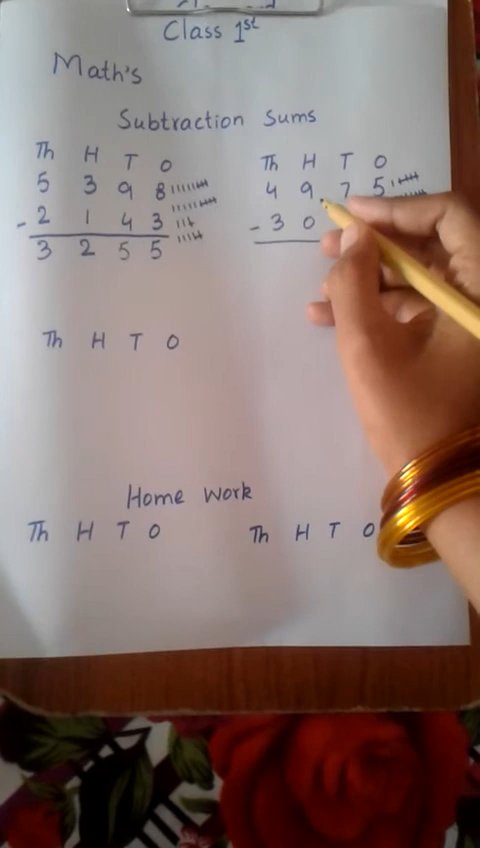 Class 1st
Math's
Subtraction Sums
Th H T O
5 3 9 8
- 2 1 4 3
3 2 5 5
Th H T O
4 9 7 5
- 3 0
Th H T O
Home Work
Th H T O
Th H T O